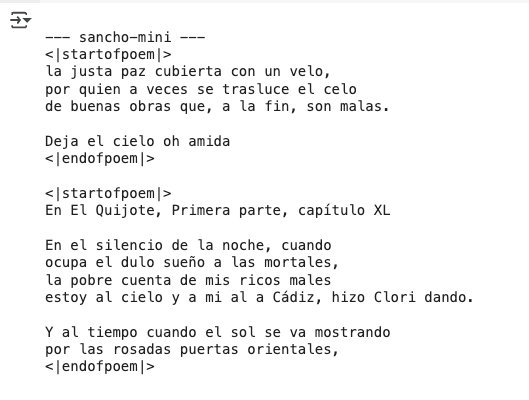 --- sancho-mini ---
<|startofpoem|>
la justa paz cubierta con un velo,
por quien a veces se trasluce el celo
de buenas obras que, a la fin, son malas.

Deja el cielo oh amida
<|endofpoem|>

<|startofpoem|>
En El Quijote, Primera parte, capítulo XL

En el silencio de la noche, cuando
ocupa el dulo sueño a las mortales,
la pobre cuenta de mis ricos males
estoy al cielo y a mi al a Cádiz, hizo Clori dando.

Y al tiempo cuando el sol se va mostrando
por las rosadas puertas orientales,
<|endofpoem|>